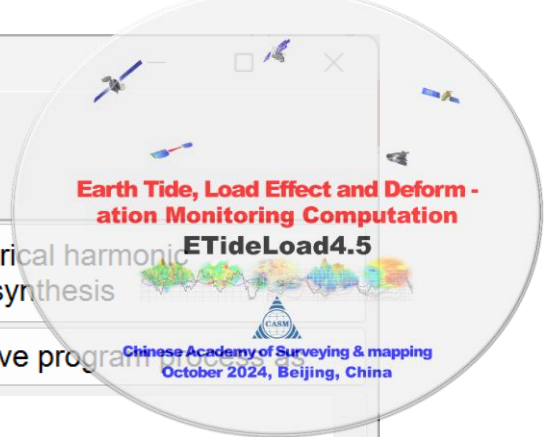 Earth Tide, Load Effect and Deform -
ation Monitoring Computation
ETideLoad4.5
rical harmonic
synthesis
CASM
ve program process as
Chinese Academy of Surveying & mapping
October 2024, Beijing, China